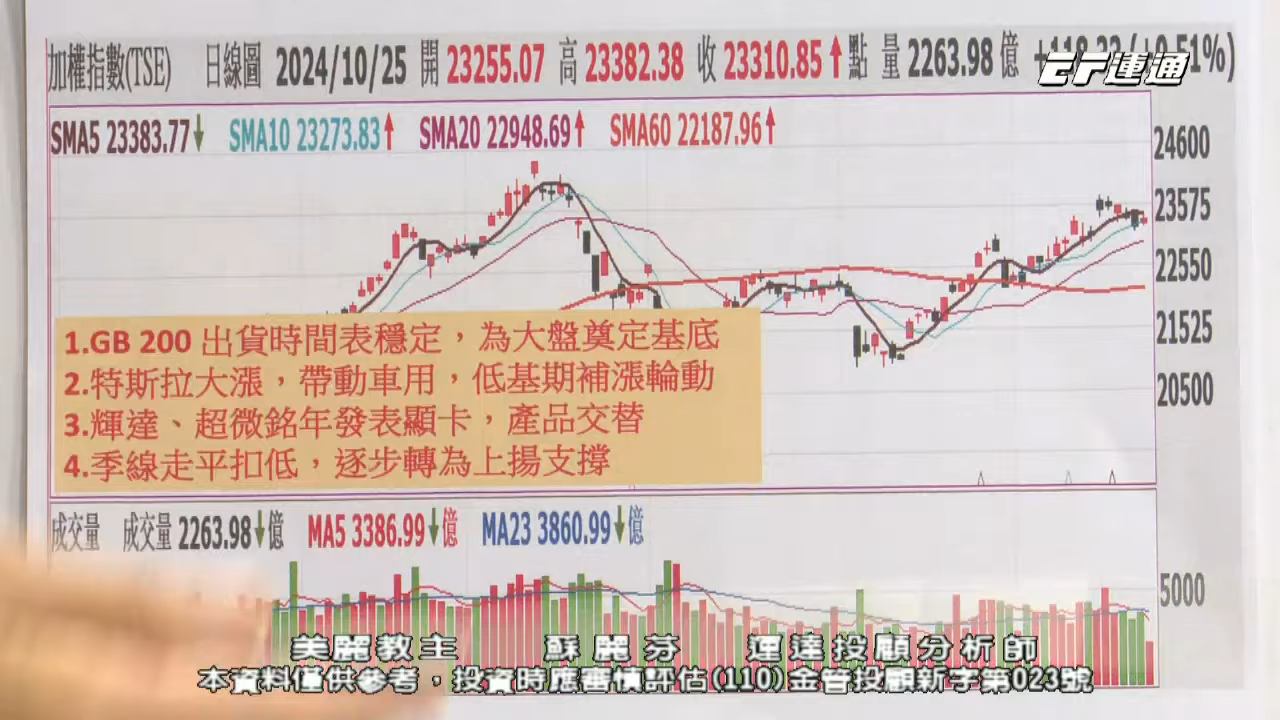 加權指數(TSE) 日線圖 2024/10/25 開 23255.07 高 23382.38 收 23310.85↑點 量 2263.98 億
EF運通
SMA5 23383.77↓ SMA10 23273.83↑ SMA20 22948.69↑ SMA60 22187.96↑
24600
23575
22550
21525
20500
1.GB 200 出貨時間表穩定，為大盤奠定基底
2.特斯拉大漲，帶動車用，低基期補漲輪動
3.輝達、超微銘年發表顯卡，產品交替
4.季線走平扣低，逐步轉為上揚支撐
成交量 成交量 2263.98↓億 MA5 3386.99↓億 MA23 3860.99↓億
5000
美麗教主 蘇麗芬 運達投顧分析師
本資料僅供參考，投資時應審慎評估(110)金管投顧新字第023號